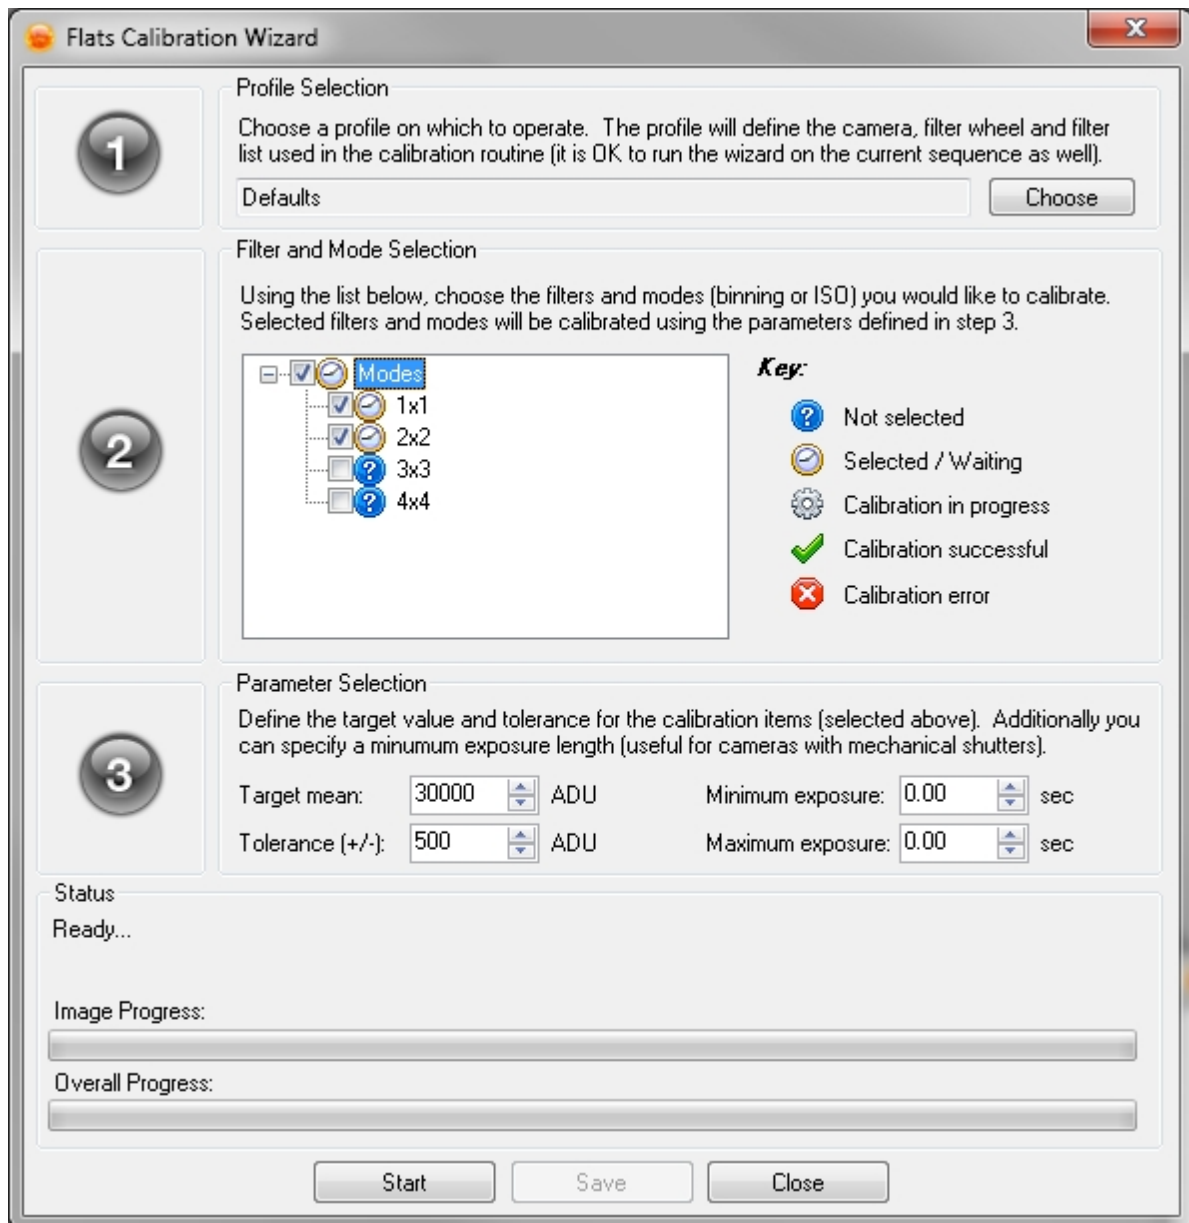 Flats Calibration Wizard
X
1
Profile Selection
Choose a profile on which to operate. The profile will define the camera, filter wheel and filter
list used in the calibration routine (it is OK to run the wizard on the current sequence as well).
Defaults
Choose
2
Filter and Mode Selection
Using the list below, choose the filters and modes (binning or ISO) you would like to calibrate.
Selected filters and modes will be calibrated using the parameters defined in step 3.
Modes
1x1
2x2
? 3x3
? 4x4
Key:
? Not selected
Selected / Waiting
Calibration in progress
Calibration successful
Calibration error
3
Parameter Selection
Define the target value and tolerance for the calibration items (selected above). Additionally you
can specify a minumum exposure length (useful for cameras with mechanical shutters).
Target mean: 30000 ADU Minimum exposure: 0.00 sec
Tolerance (+/-): 500 ADU Maximum exposure: 0.00 sec
Status
Ready...
Image Progress:
Overall Progress:
Start Save Close